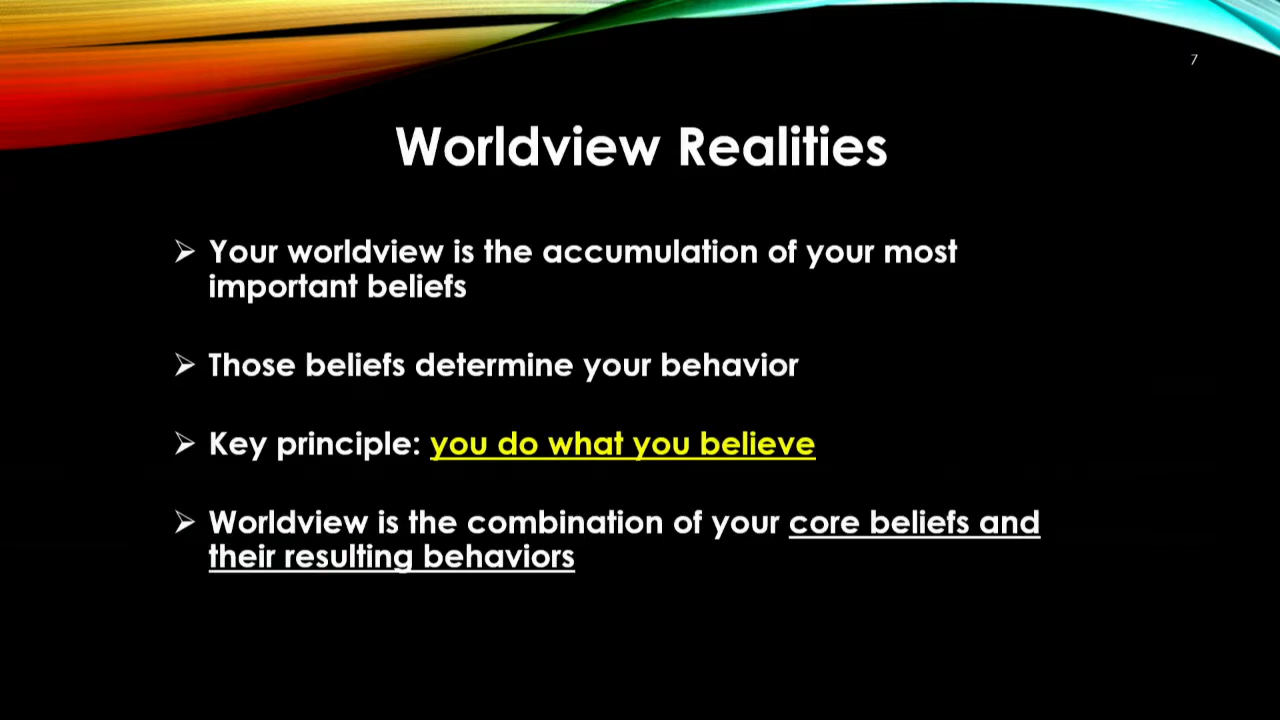 7
Worldview Realities
➢ Your worldview is the accumulation of your most
important beliefs
➢ Those beliefs determine your behavior
➢ Key principle: you do what you believe
➢ Worldview is the combination of your core beliefs and
their resulting behaviors